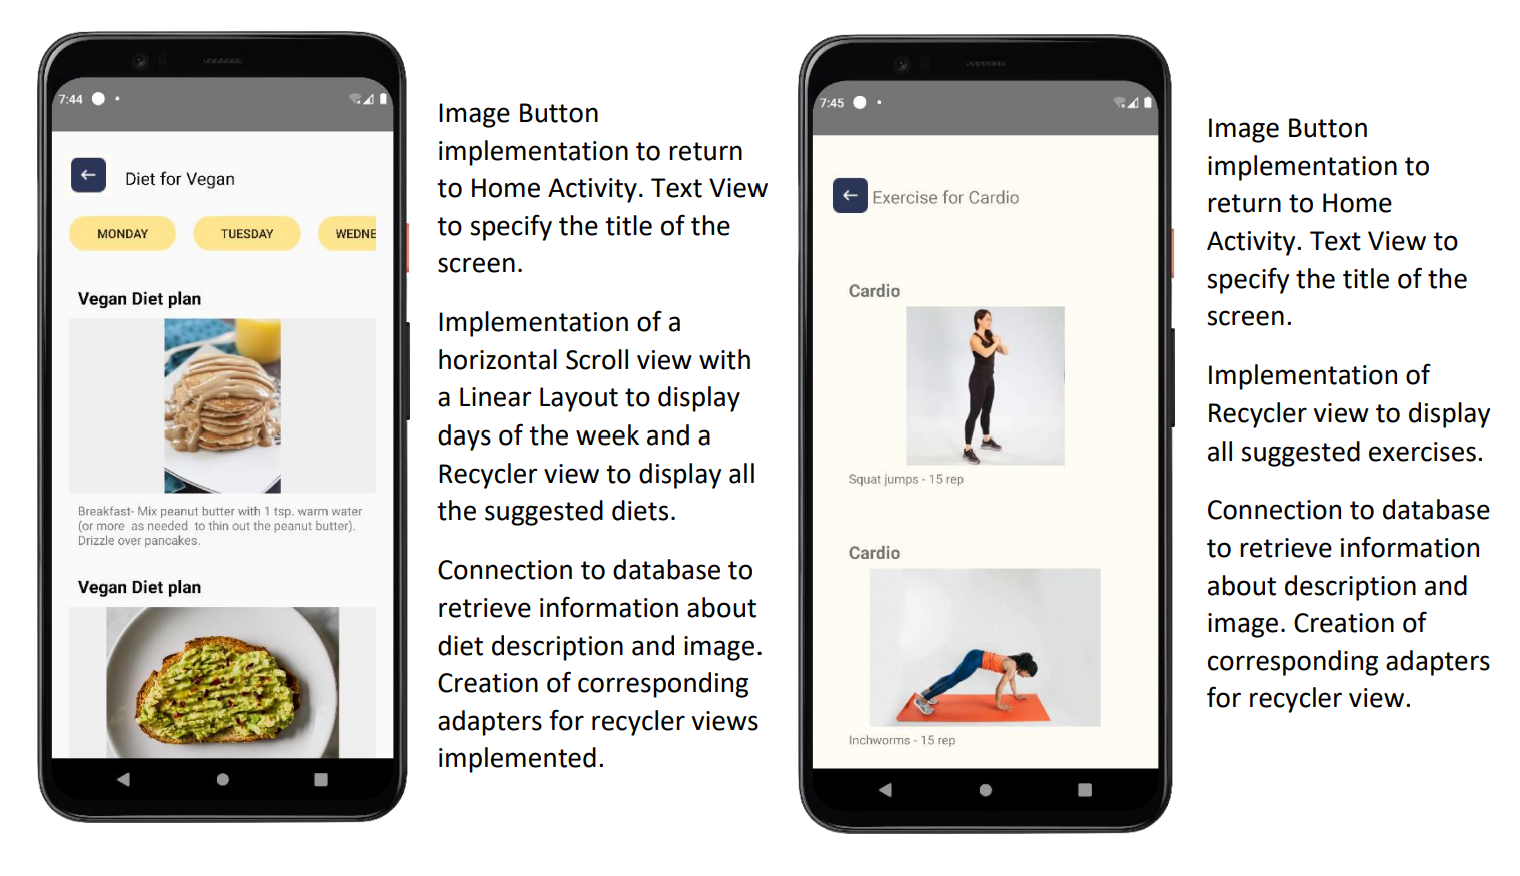 7:44
Diet for Vegan
MONDAY
TUESDAY
WEDNE
Vegan Diet plan
Breakfast- Mix peanut butter with 1 tsp. warm water
(or more as needed to thin out the peanut butter).
Drizzle over pancakes.
Vegan Diet plan
Image Button
implementation to return
to Home Activity. Text View
to specify the title of the
screen.
Implementation of a
horizontal Scroll view with
a Linear Layout to display
days of the week and a
Recycler view to display all
the suggested diets.
Connection to database to
retrieve information about
diet description and image.
Creation of corresponding
adapters for recycler views
implemented.
7:45
Exercise for Cardio
Cardio
Squat jumps - 15 rep
Cardio
Inchworms - 15 rep
Image Button
implementation to
return to Home
Activity. Text View to
specify the title of the
screen.
Implementation of
Recycler view to display
all suggested exercises.
Connection to database
to retrieve information
about description and
image. Creation of
corresponding adapters
for recycler view.